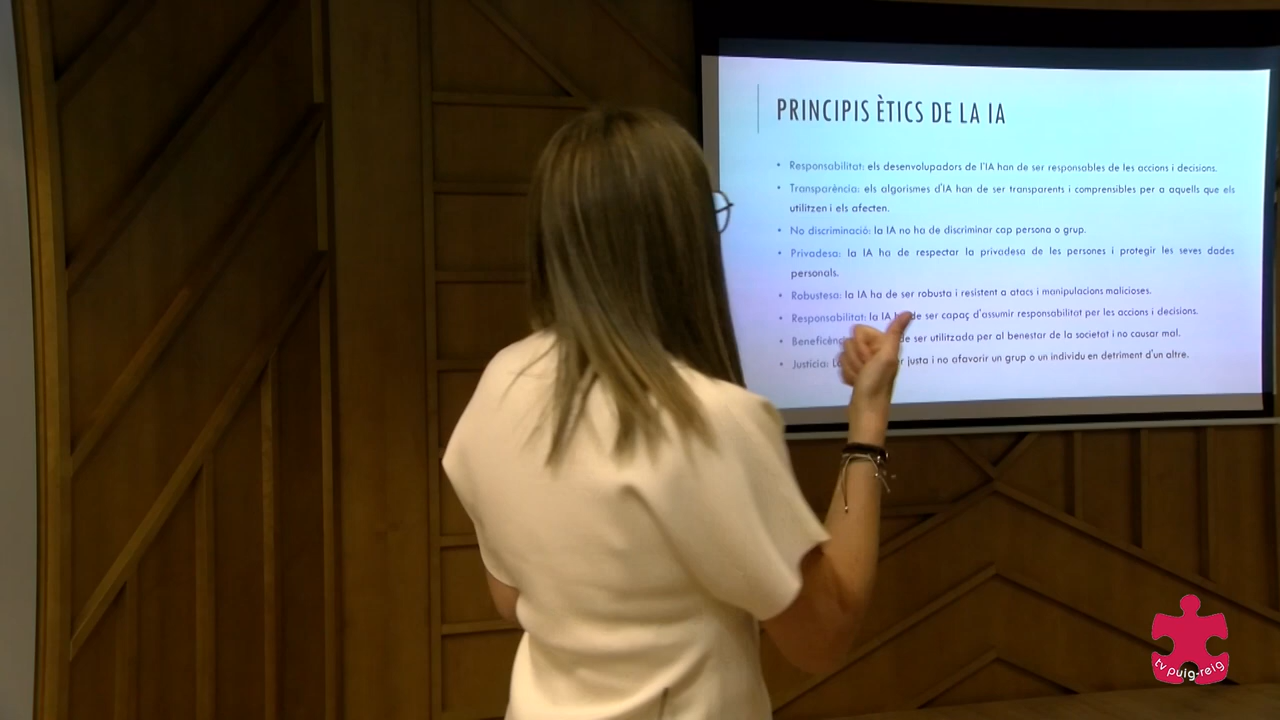 PRINCIPIS ÈTICS DE LA IA
• Responsabilitat: els desenvolupadors de l'IA han de ser responsables de les accions i decisions.
• Transparència: els algorismes d'IA han de ser transparents i comprensibles per a aquells que els
utilitzen i els afecten.
• No discriminació: la IA no ha de discriminar cap persona o grup.
• Privadesa: la IA ha de respectar la privadesa de les persones i protegir les seves dades
personals.
• Robustesa: la IA ha de ser robusta i resistent a atacs i manipulacions malicioses.
• Responsabilitat: la IA de ser capaç d'assumir responsabilitat per les accions i decisions.
• de ser utilitzada per al benestar de la societat i no causar mal.
• Justícia: justa i no afavorir un grup o un individu en detriment d'un altre.
tv puig-reig